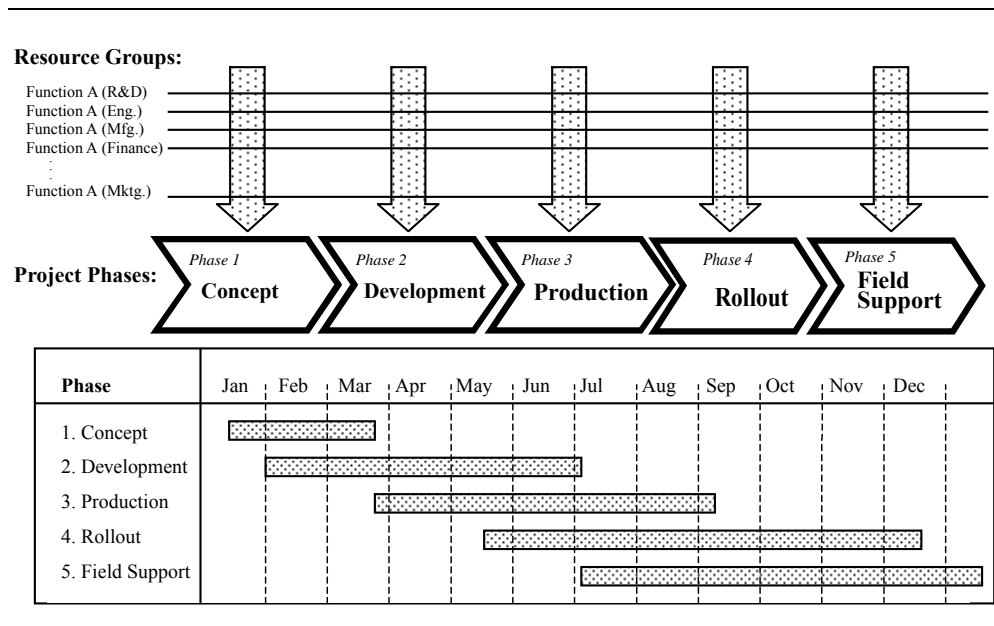 Resource Groups:
Function A (R&D)
Function A (Eng.)
Function A (Mfg.)
Function A (Finance)
Function A (Mktg.)
Project Phases:
Phase 1
Concept
Phase 2
Development
Phase 3
Production
Phase 4
Rollout
Phase 5
Field
Support
Phase Jan Feb Mar Apr May Jun Jul Aug Sep Oct Nov Dec
1. Concept
2. Development
3. Production
4. Rollout
5. Field Support